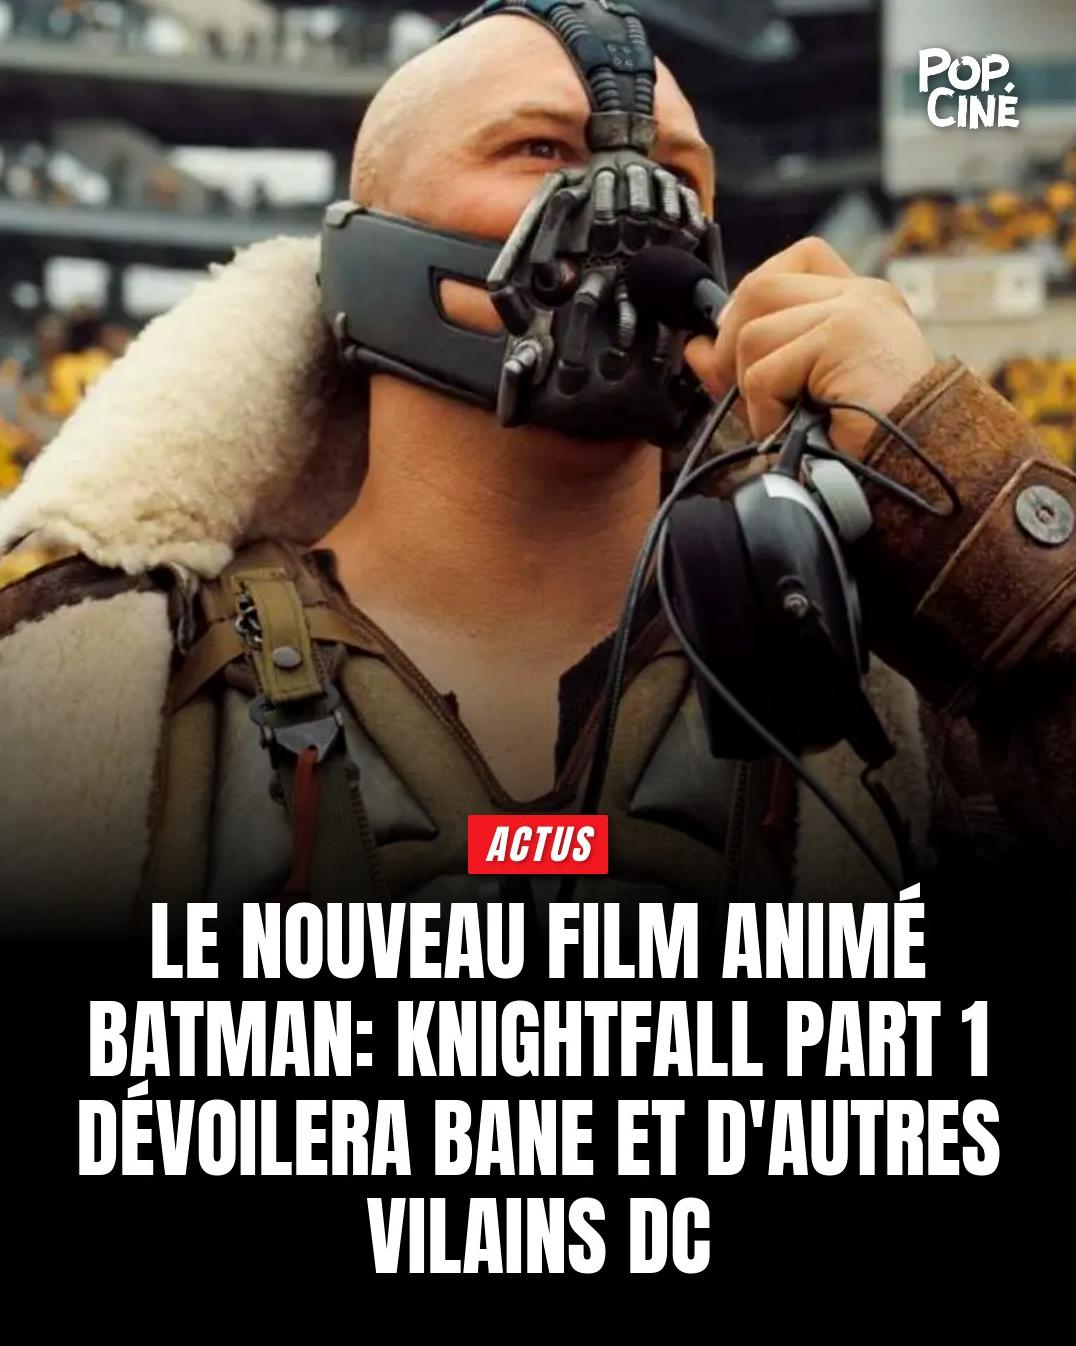 POP.
CINÉ
ACTUS
LE NOUVEAU FILM ANIMÉ
BATMAN: KNIGHTFALL PART 1
DÉVOILERA BANE ET D'AUTRES
VILAINS DC